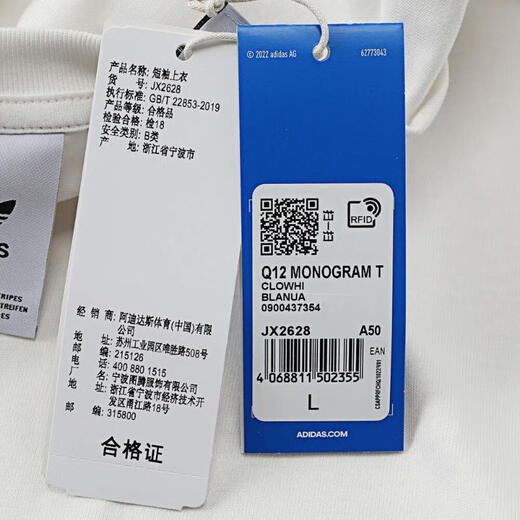 产品名称: 短袖上衣
货 号: JX2628
执行标准: GB/T 22853-2019
产品等级: 合格品
检验合格: 检18
安全类别: B类
产 地: 浙江省宁波市
经 销 商: 阿迪达斯体育(中国)有限
公司
地 址: 苏州工业园区唯胜路508号
邮 编: 215126
电 话: 400 880 1515
制 造 厂: 宁波图腾服饰有限公司
地 址: 浙江省宁波市经济技术开
发区甬江路18号
邮 编: 315800
合格证
© 2022 adidas AG
62773043
RFID
Q12 MONOGRAM T
CLOWHI
BLANUA
0900437354
JX2628 A50
EAN
4 068811 502355
L
ADIDAS.COM